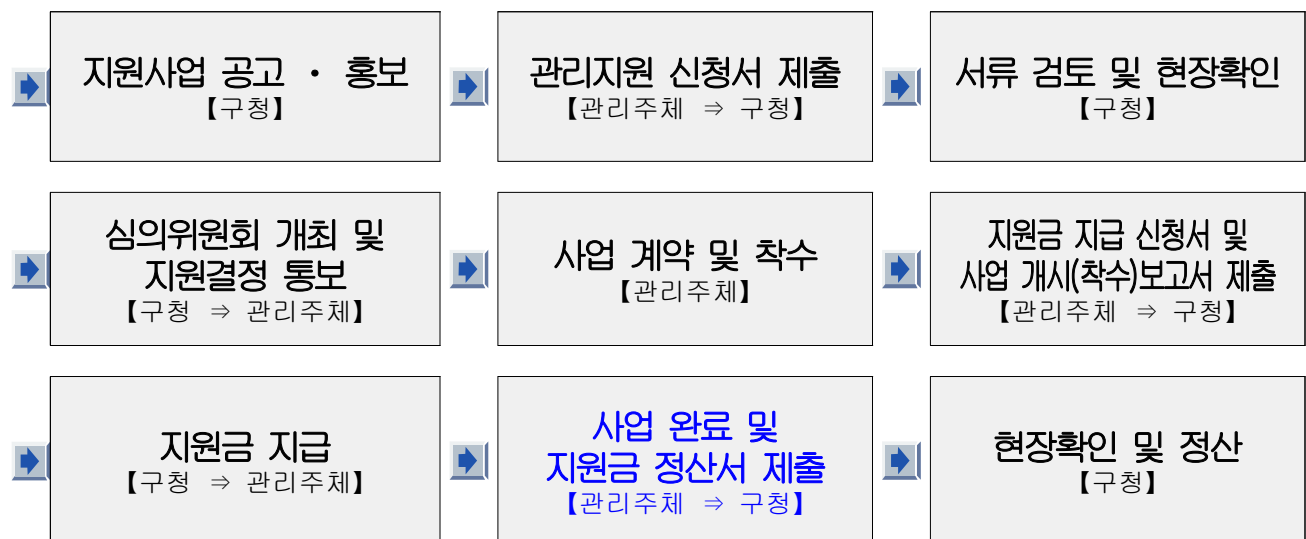 지원사업 공고 · 홍보
【구청】
관리지원 신청서 제출
【관리주체 ⇒ 구청】
서류 검토 및 현장확인
【구청】
심의위원회 개최 및
지원결정 통보
【구청 ⇒ 관리주체】
사업 계약 및 착수
【관리주체】
지원금 지급 신청서 및
사업 개시(착수)보고서 제출
【관리주체 ⇒ 구청】
지원금 지급
【구청 ⇒ 관리주체】
사업 완료 및
지원금 정산서 제출
【관리주체 ⇒ 구청】
현장확인 및 정산
【구청】